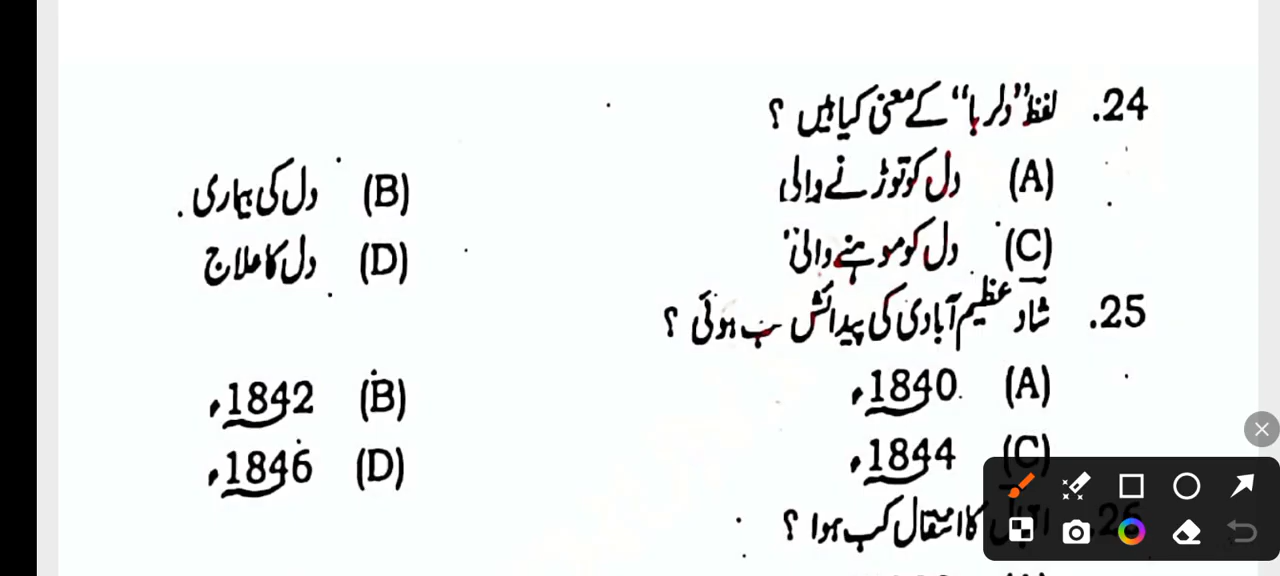 24. لفظ ”دلربا“ کے معنی کیا ہیں ؟
(A) دل کو توڑنے والی (B) دل کی بیماری
(C) دل کو موہنے والی (D) دل کا علاج
25. شاد عظیم آبادی کی پیدائش ب ہوئی ؟
(A) 1840ء (B) 1842ء
(C) 1844ء (D) 1846ء
26. اقبال کا انتقال کب ہوا ؟